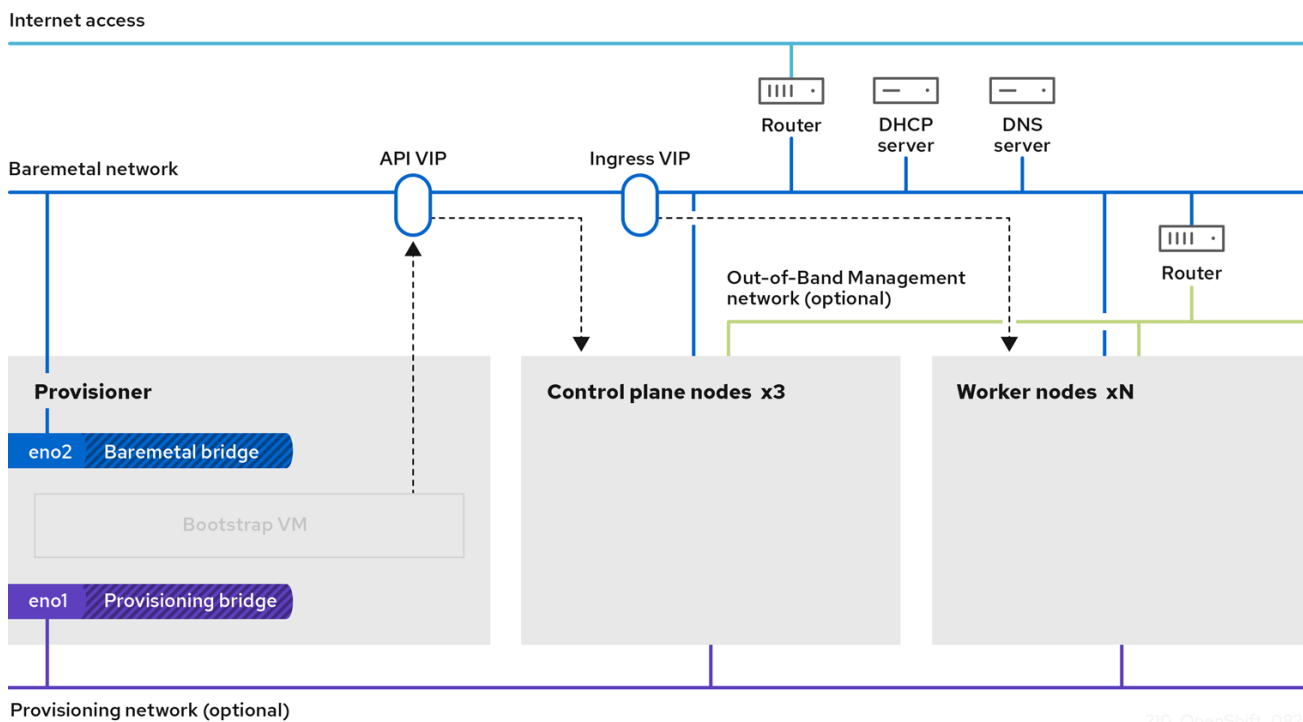 Internet access
Router
DHCP
server
DNS
server
Baremetal network
API VIP
Ingress VIP
Router
Out-of-Band Management
network (optional)
Provisioner
Control plane nodes x3
Worker nodes xN
eno2
Baremetal bridge
Bootstrap VM
eno1
Provisioning bridge
Provisioning network (optional)